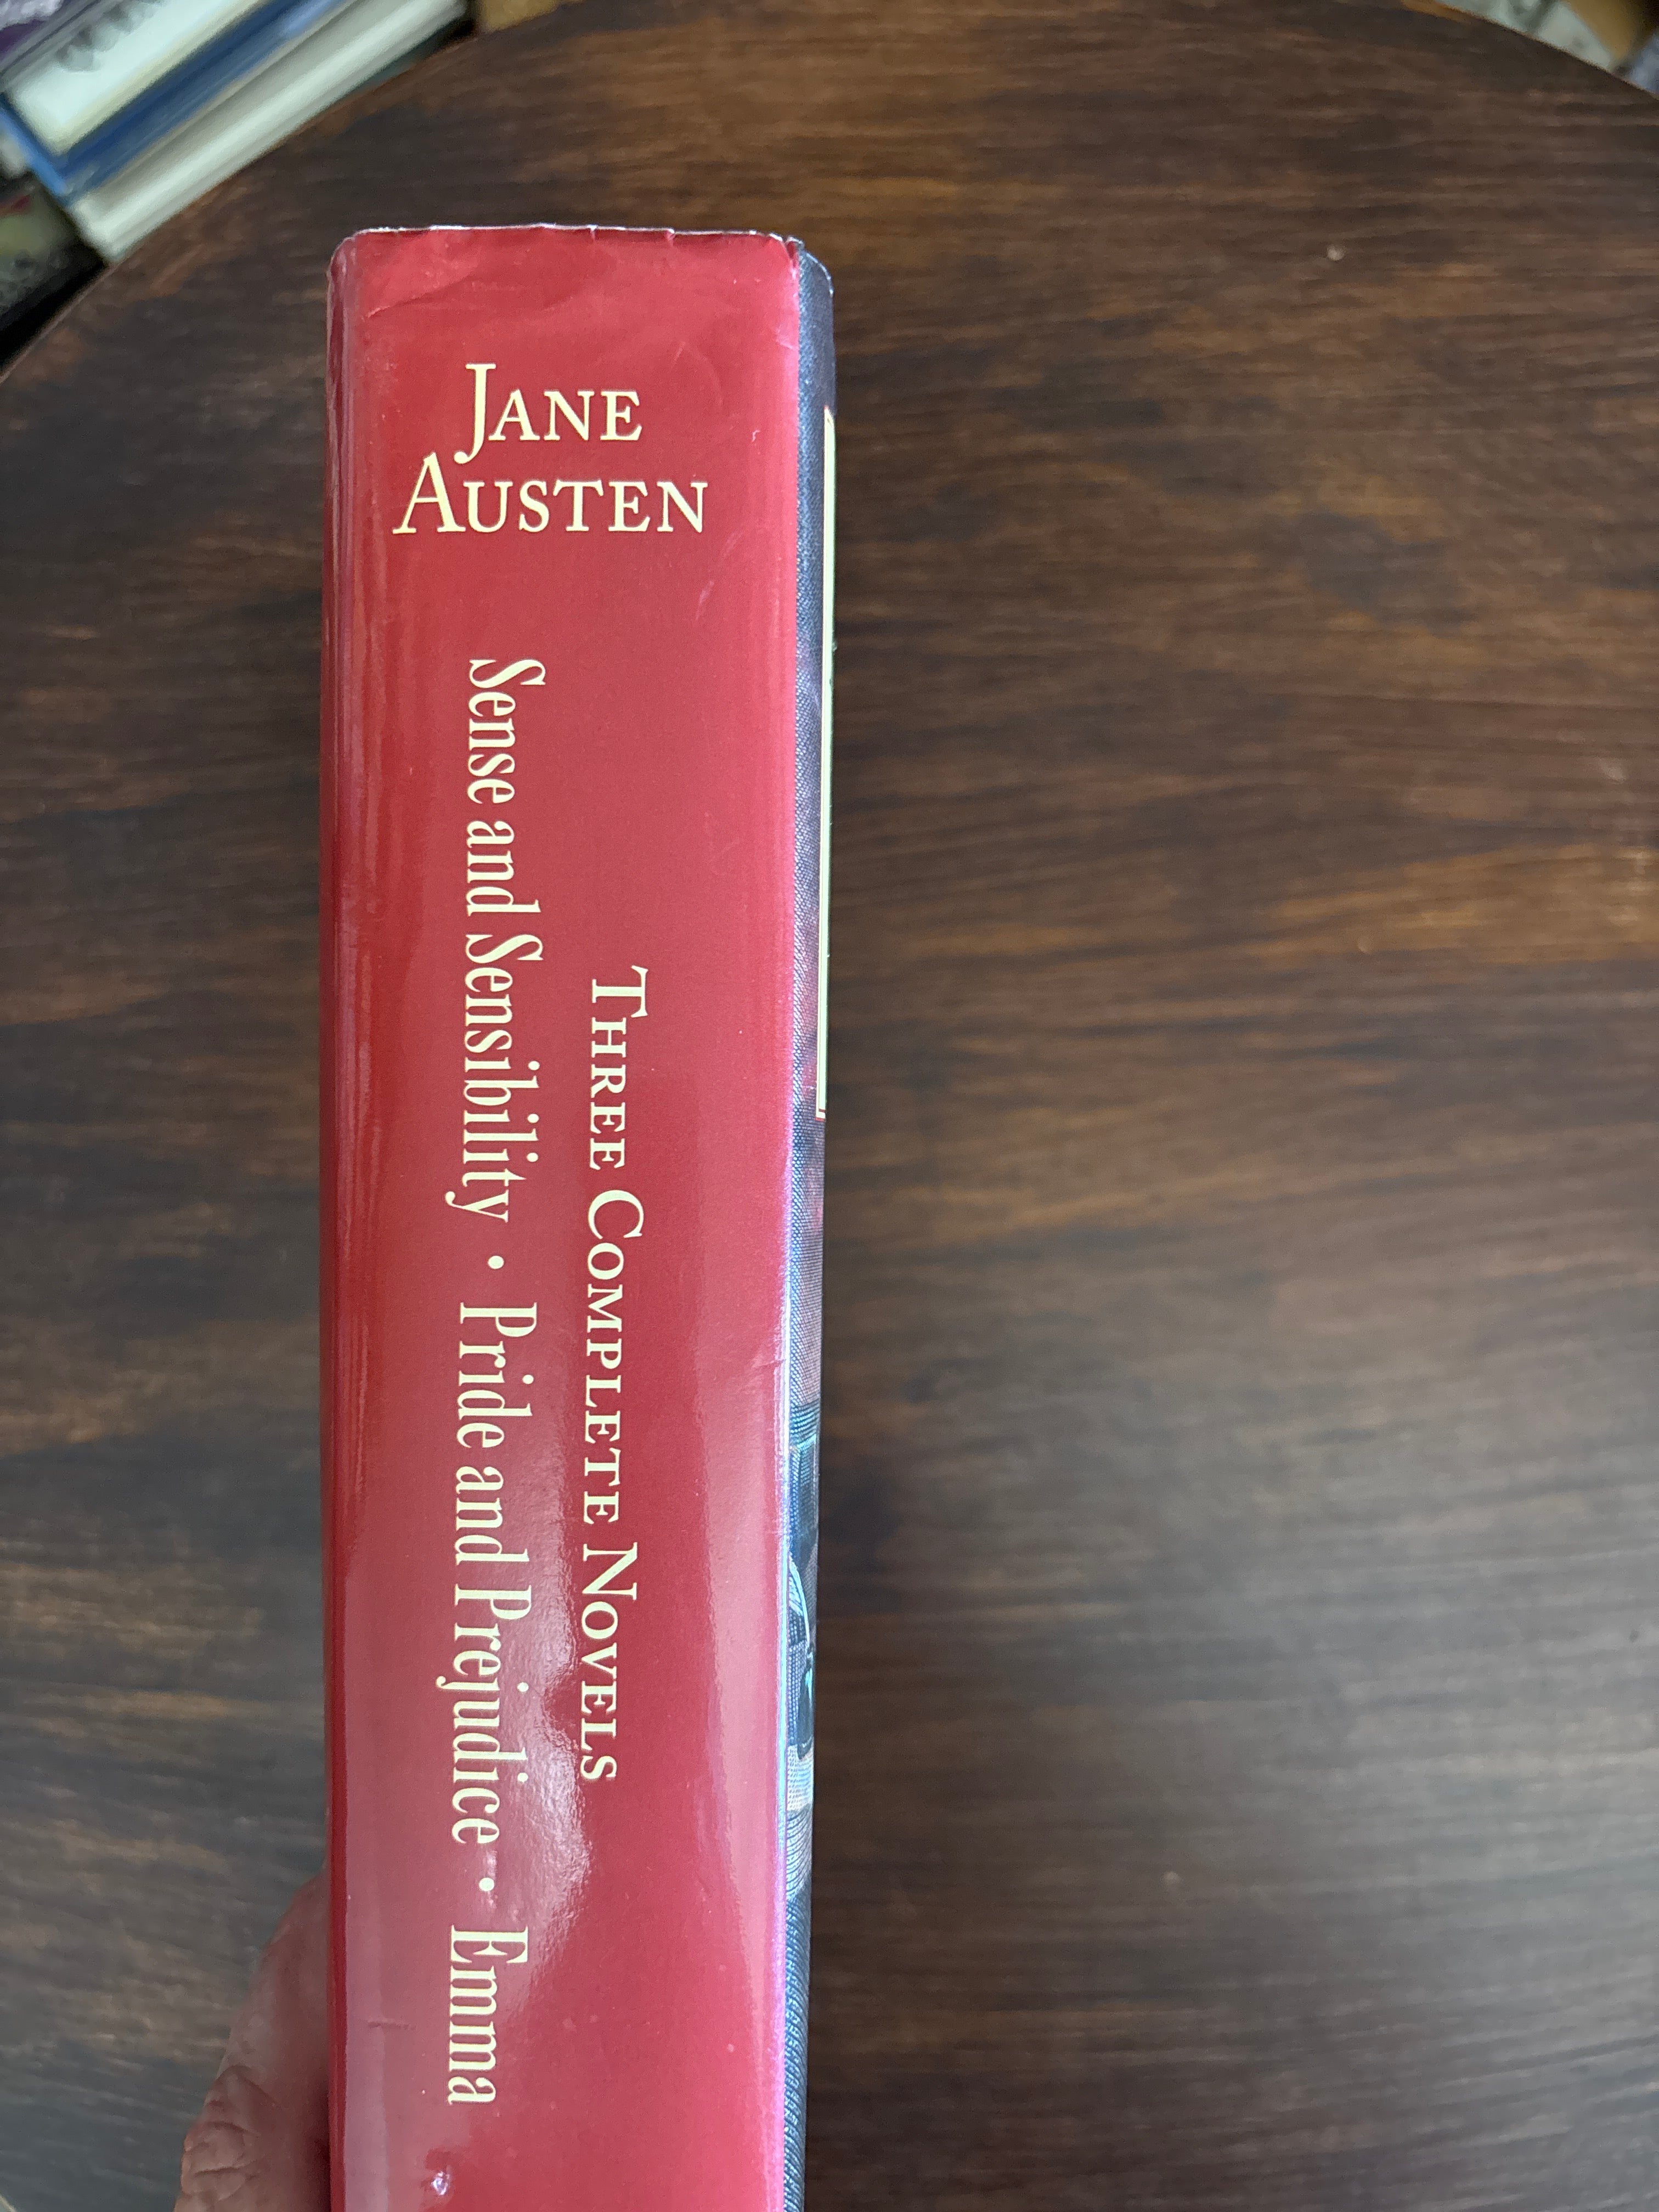 JANE
AUSTEN
THREE COMPLETE NOVELS
Sense and Sensibility • Pride and Prejudice • Emma